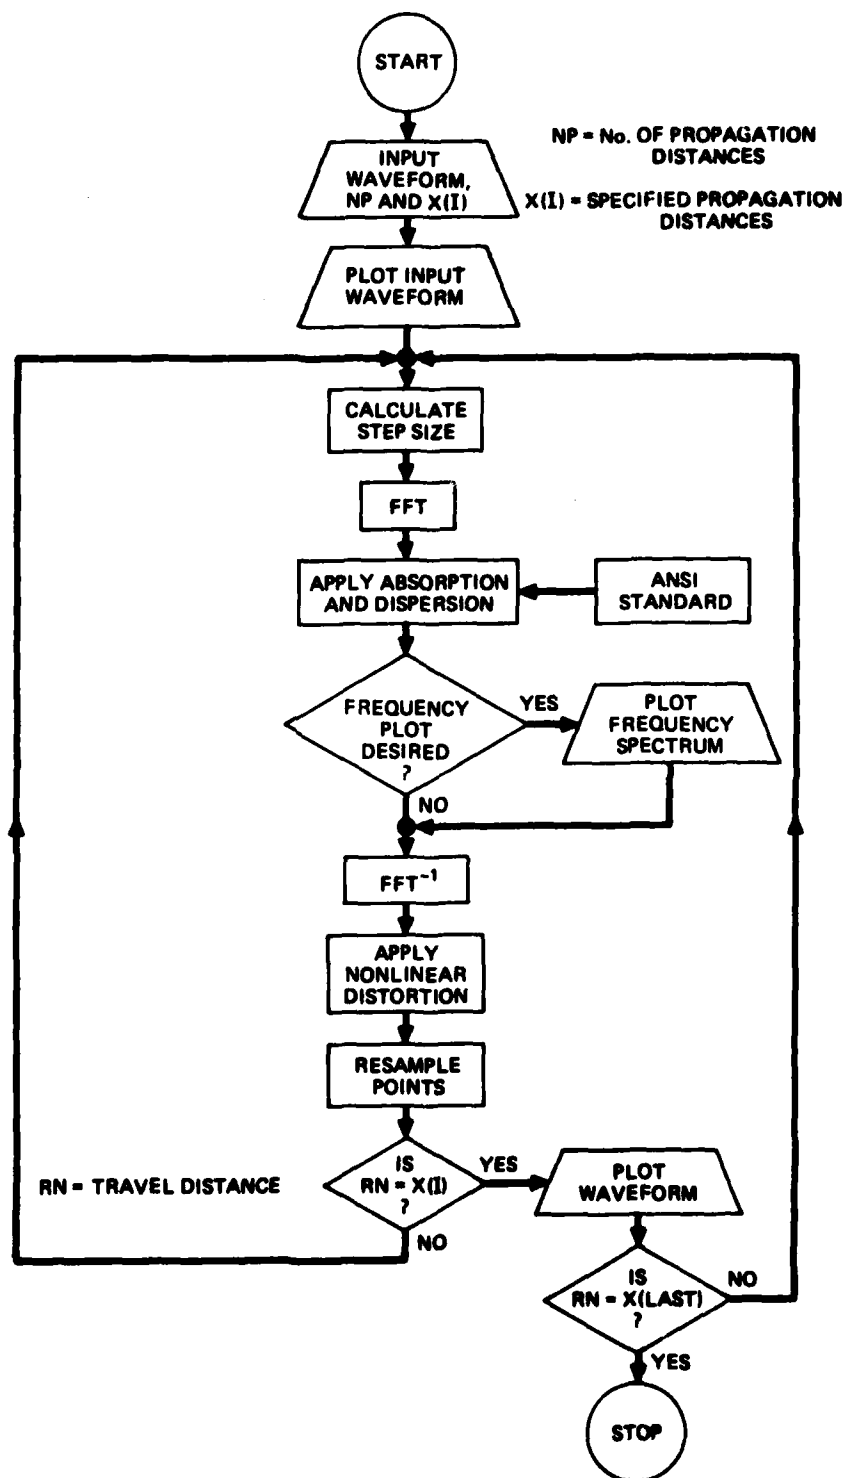 START
NP = No. OF PROPAGATION
DISTANCES
INPUT
WAVEFORM,
NP AND X(I)
X(I) = SPECIFIED PROPAGATION
DISTANCES
PLOT INPUT
WAVEFORM
CALCULATE
STEP SIZE
FFT
APPLY ABSORPTION
AND DISPERSION
ANSI
STANDARD
FREQUENCY
PLOT
DESIRED
?
YES
PLOT
FREQUENCY
SPECTRUM
NO
FFT⁻¹
APPLY
NONLINEAR
DISTORTION
RESAMPLE
POINTS
RN = TRAVEL DISTANCE
IS
RN = X(I)
?
YES
PLOT
WAVEFORM
NO
IS
RN = X(LAST)
?
NO
YES
STOP